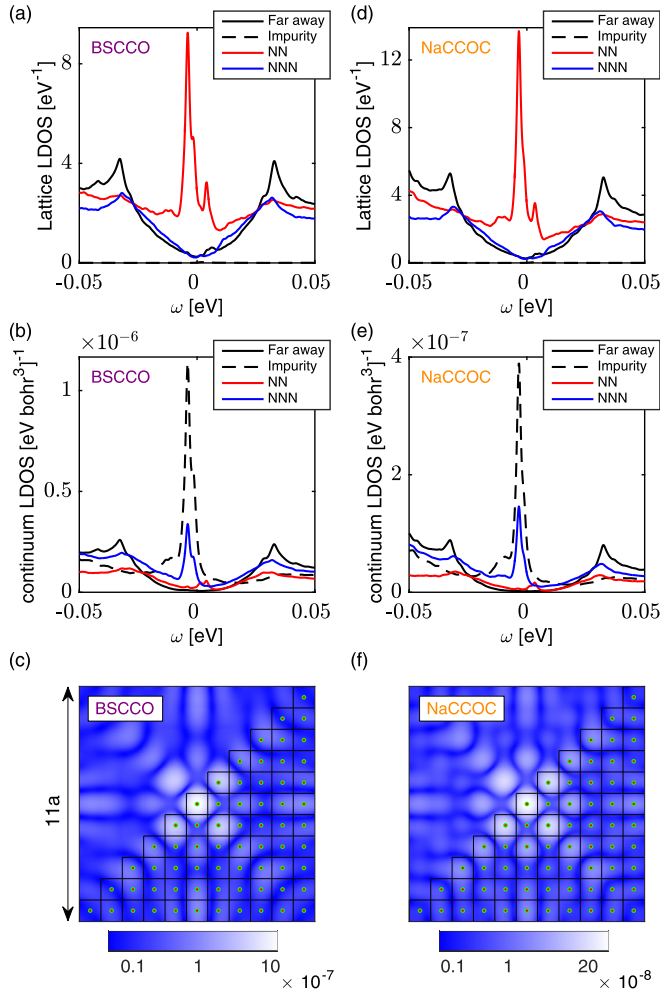 (a)
BSCCO
Far away
Impurity
NN
NNN
Lattice LDOS [eV⁻¹]
8
4
0
-0.05
0
0.05
ω [eV]
(d)
NaCCOC
Far away
Impurity
NN
NNN
Lattice LDOS [eV⁻¹]
12
8
4
0
-0.05
0
0.05
ω [eV]
(b)
×10⁻⁶
BSCCO
Far away
Impurity
NN
NNN
continuum LDOS [eV bohr³]⁻¹
1
0.5
0
-0.05
0
0.05
ω [eV]
(e)
×10⁻⁷
NaCCOC
Far away
Impurity
NN
NNN
continuum LDOS [eV bohr³]⁻¹
4
2
0
-0.05
0
0.05
ω [eV]
(c)
BSCCO
11a
0.1 1 10
× 10⁻⁷
(f)
NaCCOC
0.1 1 20
× 10⁻⁸